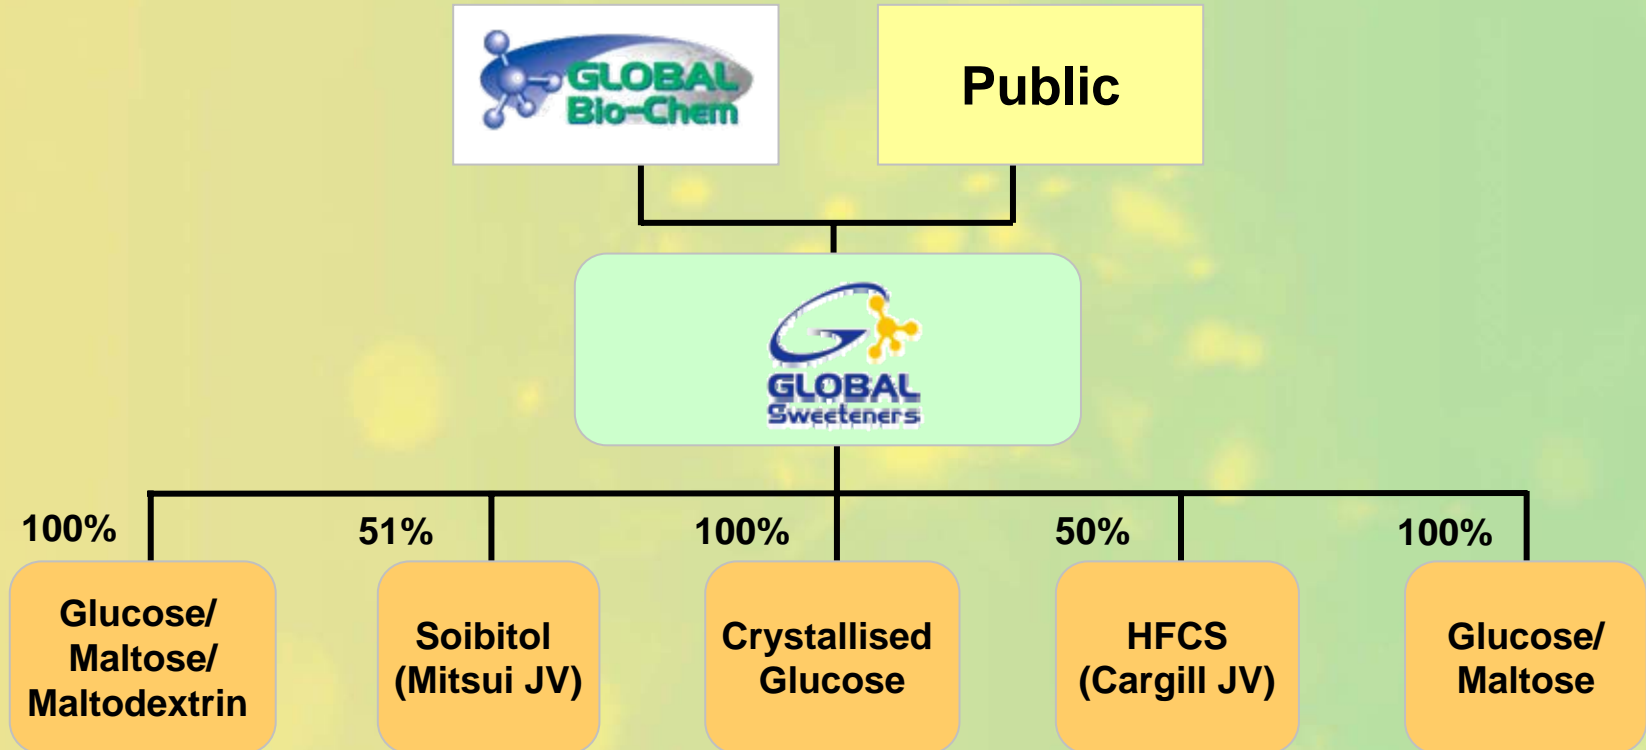 GLOBAL
Bio-Chem
Public
GLOBAL
Sweeteners
100%
51%
100%
50%
100%
Glucose/
Maltose/
Maltodextrin
Soibitol
(Mitsui JV)
Crystallised
Glucose
HFCS
(Cargill JV)
Glucose/
Maltose